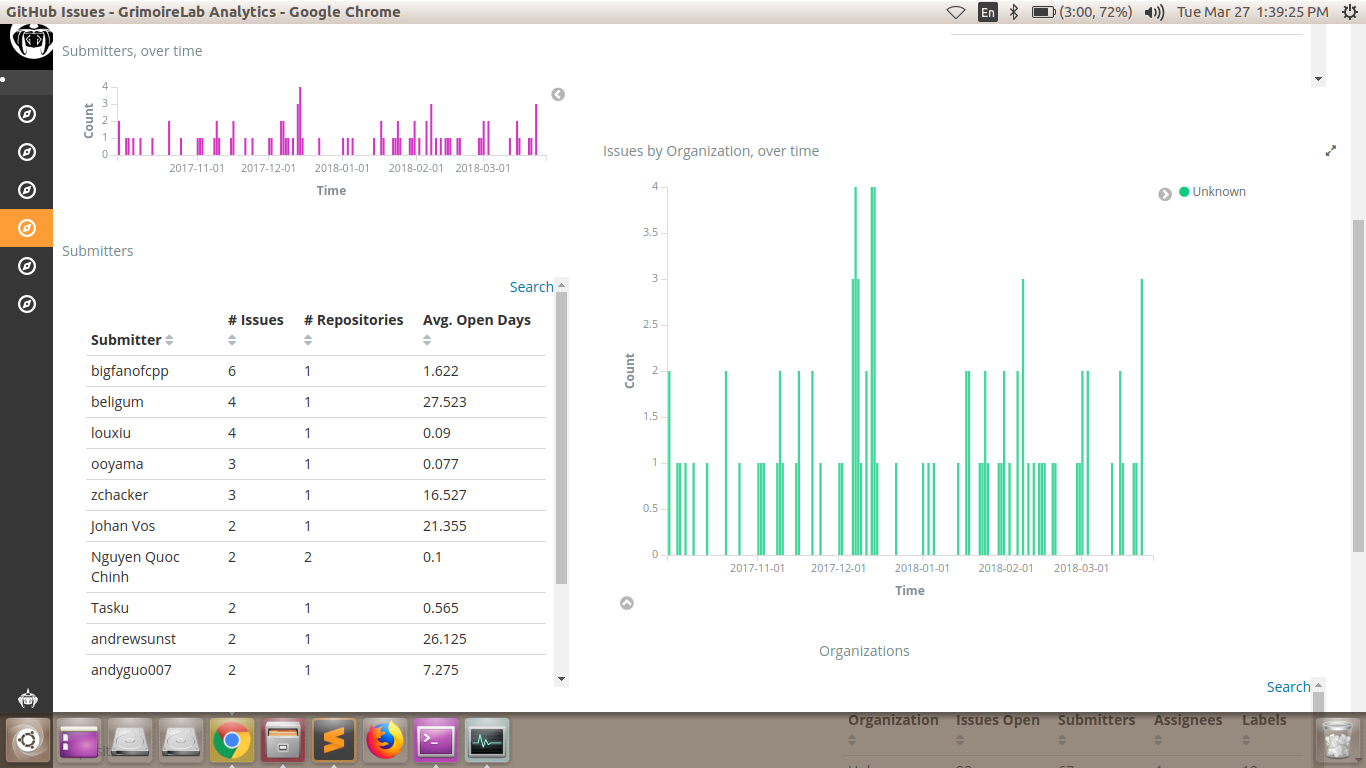 GitHub Issues - GrimoireLab Analytics - Google Chrome
En
(3:00, 72%)
Tue Mar 27 1:39:25 PM
Submitters, over time
4
3
2
1
0
Count
2017-11-01 2017-12-01 2018-01-01 2018-02-01 2018-03-01
Time
Submitters
Search
Submitter # Issues # Repositories Avg. Open Days
bigfanofcpp 6 1 1.622
beligum 4 1 27.523
louxiu 4 1 0.09
ooyama 3 1 0.077
zchacker 3 1 16.527
Johan Vos 2 1 21.355
Nguyen Quoc 2 2 0.1
Chinh
Tasku 2 1 0.565
andrewsunst 2 1 26.125
andyguo007 2 1 7.275
Issues by Organization, over time
Unknown
4
3.5
3
2.5
2
1.5
1
0.5
0
Count
2017-11-01 2017-12-01 2018-01-01 2018-02-01 2018-03-01
Time
Organizations
Search
Organization Issues Open Submitters Assignees Labels